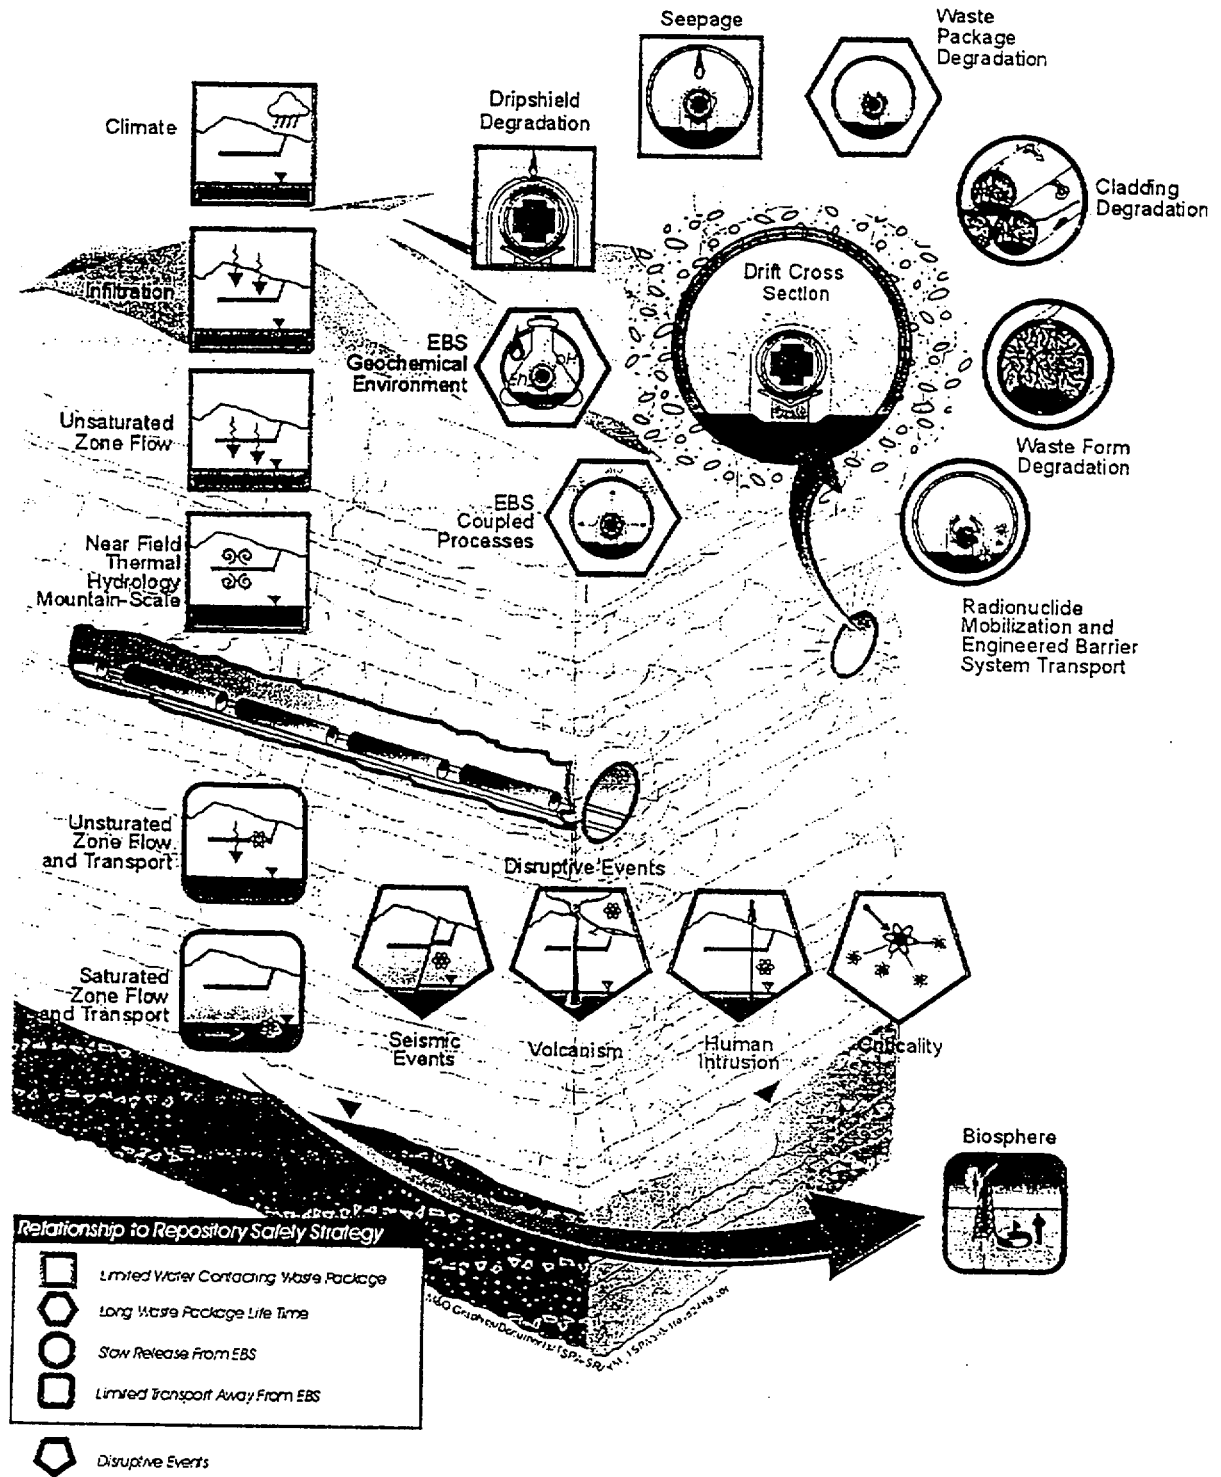 Seepage
Waste
Package
Degradation
Climate
Dripshield
Degradation
Cladding
Degradation
Infiltration
Drift Cross
Section
EBS
Geochemical
Environment
pH
Eh
Unsaturated
Zone Flow
Waste Form
Degradation
EBS
Coupled
Processes
Near Field
Thermal
Hydrology
Mountain-Scale
Radionuclide
Mobilization and
Engineered Barrier
System Transport
Unsturated
Zone Flow
and Transport
Disruptive Events
Saturated
Zone Flow
and Transport
Seismic
Events
Volcanism
Human
Intrusion
Criticality
Biosphere
Relationship to Repository Safety Strategy
Limited Water Contacting Waste Package
Long Waste Package Life Time
Slow Release From EBS
Limited Transport Away From EBS
Disruptive Events